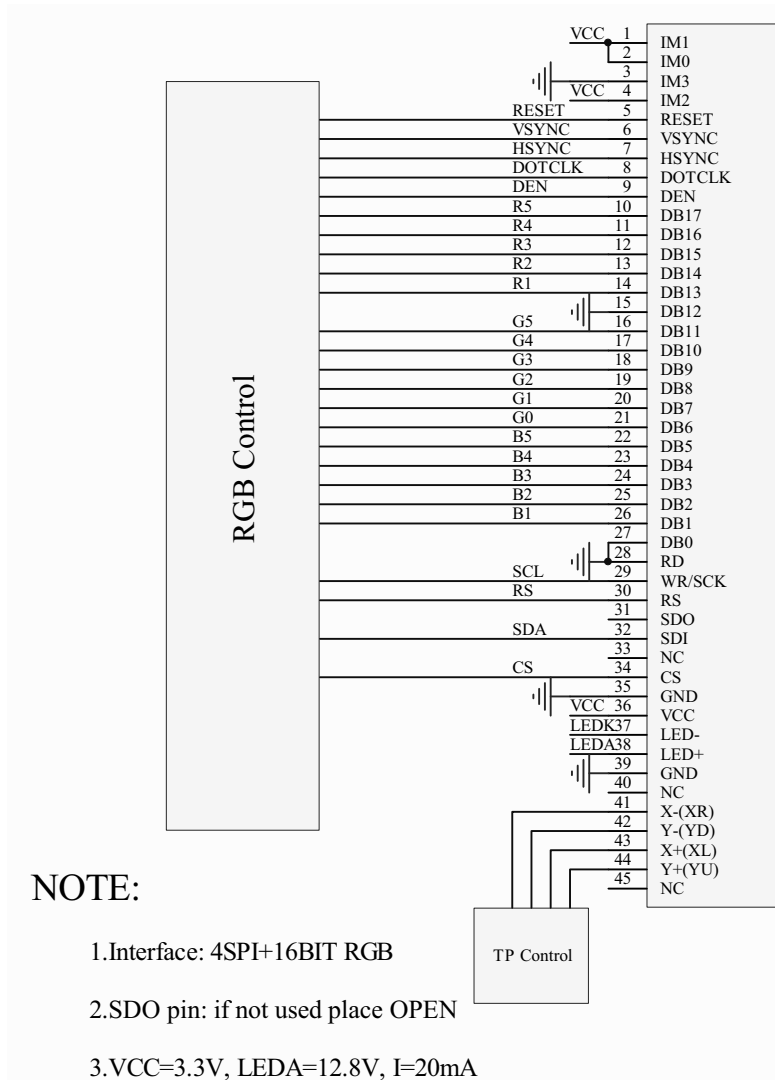 VCC 1 IM1
2 IM0
3 IM3
VCC 4 IM2
RESET 5 RESET
VSYNC 6 VSYNC
HSYNC 7 HSYNC
DOTCLK 8 DOTCLK
DEN 9 DEN
R5 10 DB17
R4 11 DB16
R3 12 DB15
R2 13 DB14
R1 14 DB13
15 DB12
G5 16 DB11
G4 17 DB10
G3 18 DB9
G2 19 DB8
G1 20 DB7
G0 21 DB6
B5 22 DB5
B4 23 DB4
B3 24 DB3
B2 25 DB2
B1 26 DB1
27 DB0
28 RD
SCL 29 WR/SCK
RS 30 RS
31 SDO
SDA 32 SDI
33 NC
CS 34 CS
35 GND
VCC 36 VCC
LEDK37 LED-
LEDA38 LED+
39 GND
40 NC
41 X-(XR)
42 Y-(YD)
43 X+(XL)
44 Y+(YU)
45 NC
RGB Control
TP Control
NOTE:
1.Interface: 4SPI+16BIT RGB
2.SDO pin: if not used place OPEN
3.VCC=3.3V, LEDA=12.8V, I=20mA